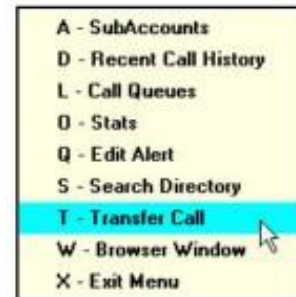 A - SubAccounts
D - Recent Call History
L - Call Queues
O - Stats
Q - Edit Alert
S - Search Directory
T - Transfer Call
W - Browser Window
X - Exit Menu